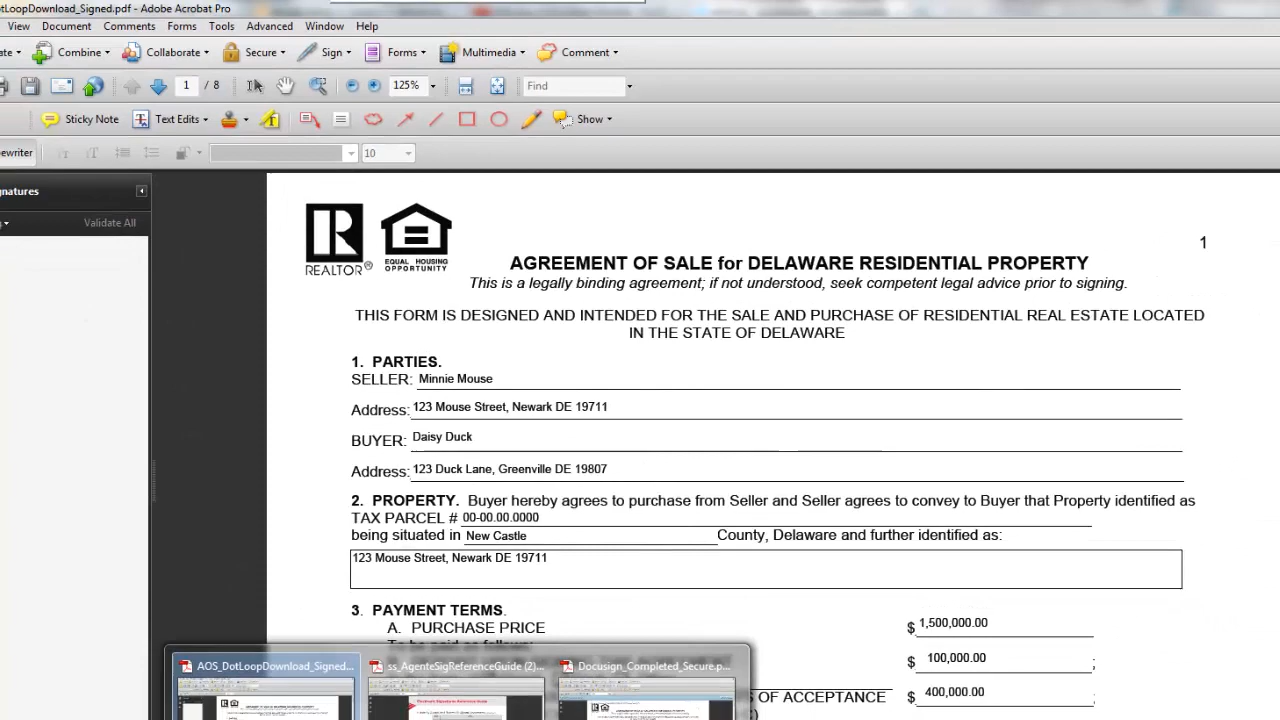 otLoopDownload_Signed.pdf - Adobe Acrobat Pro
View Document Comments Forms Tools Advanced Window Help
ate Combine Collaborate Secure Sign Forms Multimedia Comment
1 / 8 125% Find
Sticky Note Text Edits Show
ewriter 10
gnatures
Validate All
REALTOR®
EQUAL HOUSING
OPPORTUNITY
1
AGREEMENT OF SALE for DELAWARE RESIDENTIAL PROPERTY
This is a legally binding agreement; if not understood, seek competent legal advice prior to signing.
THIS FORM IS DESIGNED AND INTENDED FOR THE SALE AND PURCHASE OF RESIDENTIAL REAL ESTATE LOCATED
IN THE STATE OF DELAWARE
1. PARTIES.
SELLER: Minnie Mouse
Address: 123 Mouse Street, Newark DE 19711
BUYER: Daisy Duck
Address: 123 Duck Lane, Greenville DE 19807
2. PROPERTY. Buyer hereby agrees to purchase from Seller and Seller agrees to convey to Buyer that Property identified as
TAX PARCEL # 00-00.00.0000
being situated in New Castle County, Delaware and further identified as:
123 Mouse Street, Newark DE 19711
3. PAYMENT TERMS.
A. PURCHASE PRICE $ 1,500,000.00
To be paid as follows:
$ 100,000.00 ;
S OF ACCEPTANCE $ 400,000.00
AOS_DotLoopDownload_Signed... ss_AgenteSigReferenceGuide (2)... Docusign_Completed_Secure.p...